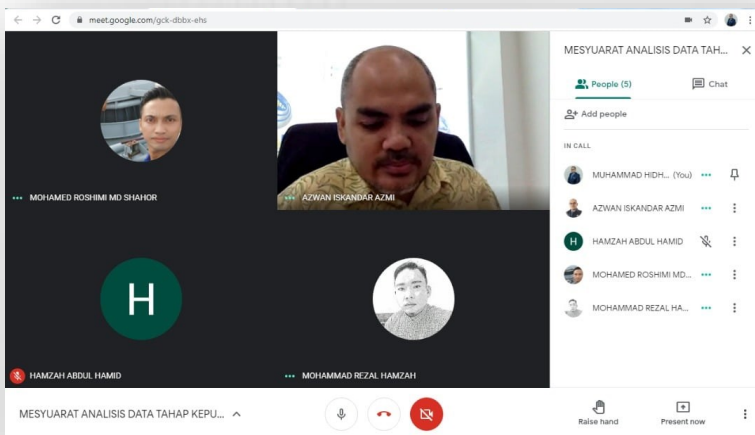 meet.google.com/gck-dbbx-ehs
MOHAMED ROSHIMI MD SHAHOR
AZWAN ISKANDAR AZMI
H
HAMZAH ABDUL HAMID
MOHAMMAD REZAL HAMZAH
MESYUARAT ANALISIS DATA TAH...
People (5)
Chat
Add people
IN CALL
MUHAMMAD HIDH... (You)
AZWAN ISKANDAR AZMI
H HAMZAH ABDUL HAMID
MOHAMED ROSHIMI MD...
MOHAMMAD REZAL HA...
MESYUARAT ANALISIS DATA TAHAP KEPU...
Raise hand
Present now